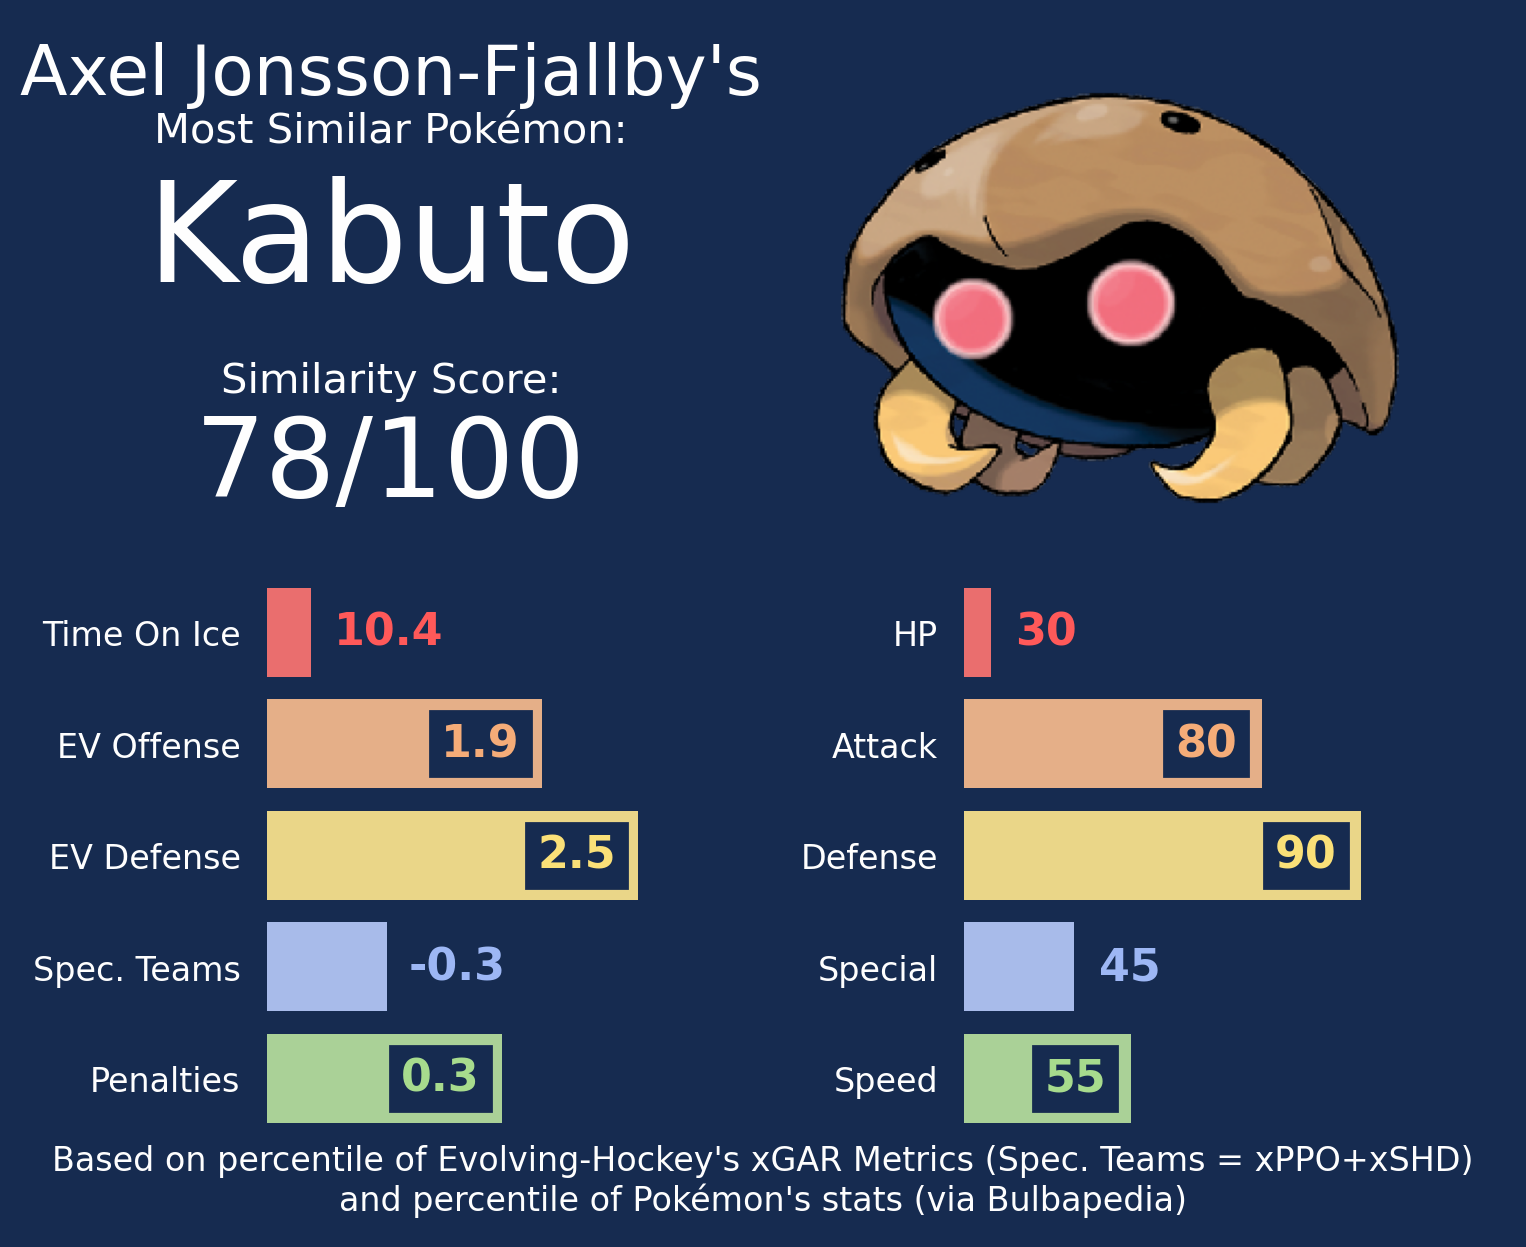 Axel Jonsson-Fjallby's
Most Similar Pokémon:
Kabuto
Similarity Score:
78/100
Time On Ice 10.4
EV Offense 1.9
EV Defense 2.5
Spec. Teams -0.3
Penalties 0.3
HP 30
Attack 80
Defense 90
Special 45
Speed 55
Based on percentile of Evolving-Hockey's xGAR Metrics (Spec. Teams = xPPO+xSHD)
and percentile of Pokémon's stats (via Bulbapedia)